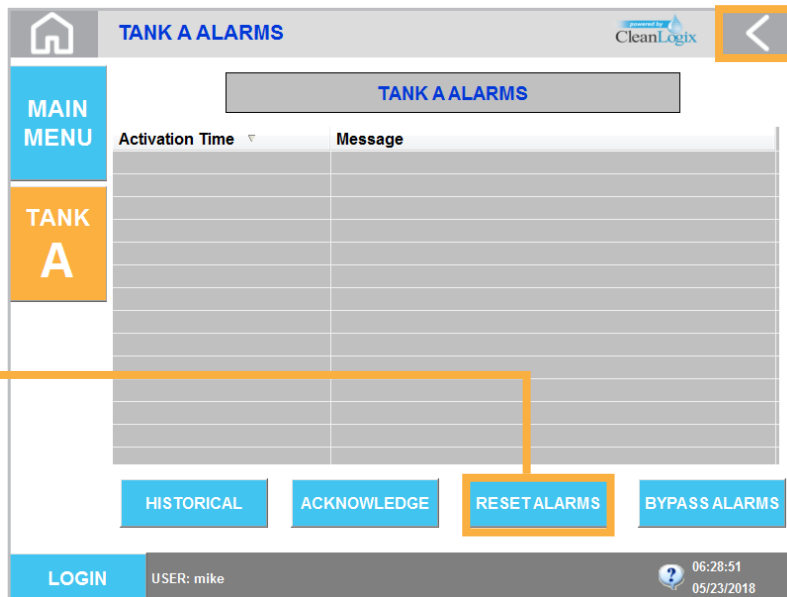 TANK A ALARMS
powered by
CleanLogix
MAIN
MENU
TANK A ALARMS
Activation Time
Message
TANK
A
HISTORICAL
ACKNOWLEDGE
RESET ALARMS
BYPASS ALARMS
LOGIN
USER: mike
?
06:28:51
05/23/2018